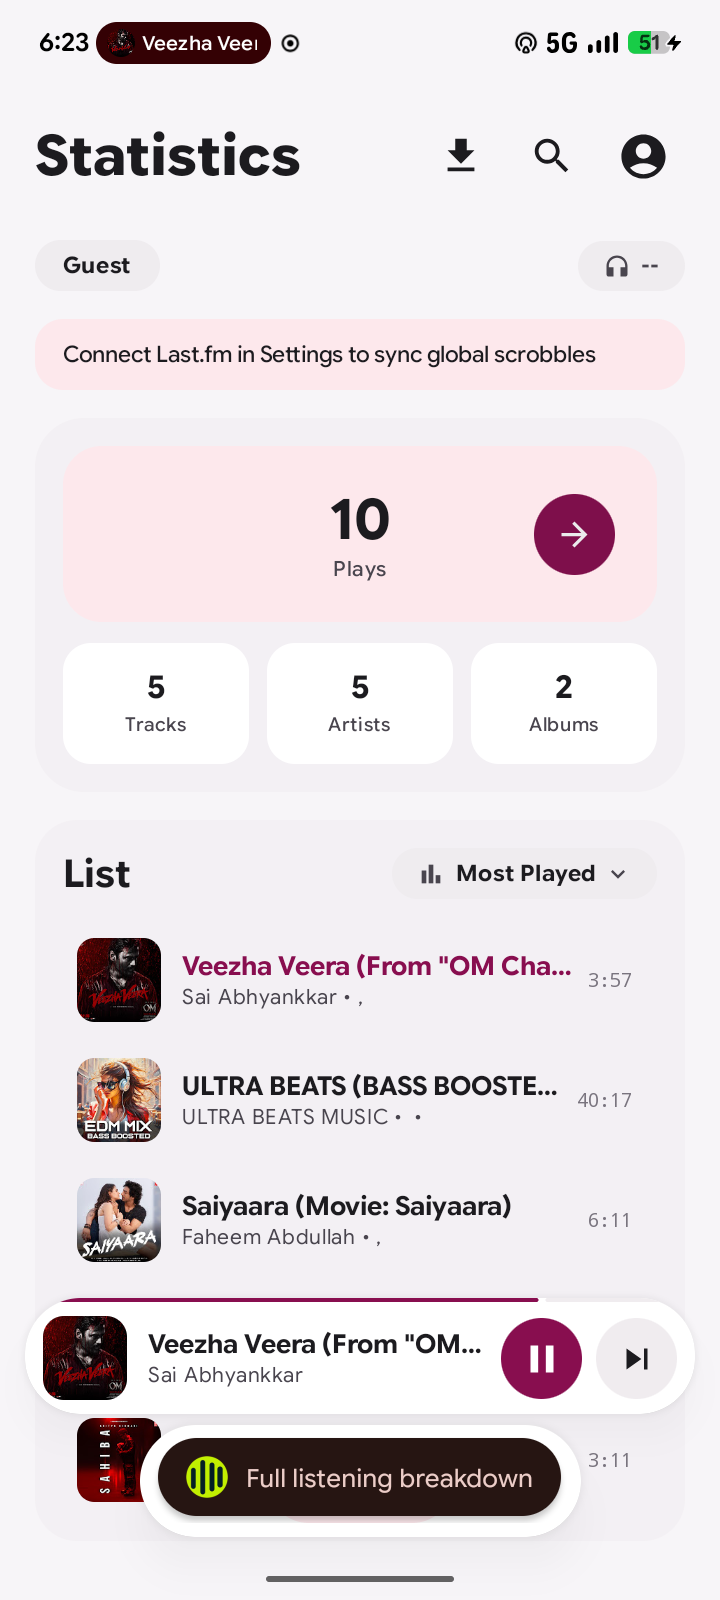 6:23
Veezha Veer
5G
51
Statistics
Guest
--
Connect Last.fm in Settings to sync global scrobbles
10
Plays
5
Tracks
5
Artists
2
Albums
List
Most Played
Veezha Veera (From "OM Cha...
3:57
Sai Abhyankkar • ,
ULTRA BEATS (BASS BOOSTE...
40:17
ULTRA BEATS MUSIC • •
EDM MIX
BASS BOOSTED
Saiyaara (Movie: Saiyaara)
6:11
Faheem Abdullah • ,
SAIYAARA
Veezha Veera (From "OM...
Sai Abhyankkar
SAHIBA
3:11
Full listening breakdown